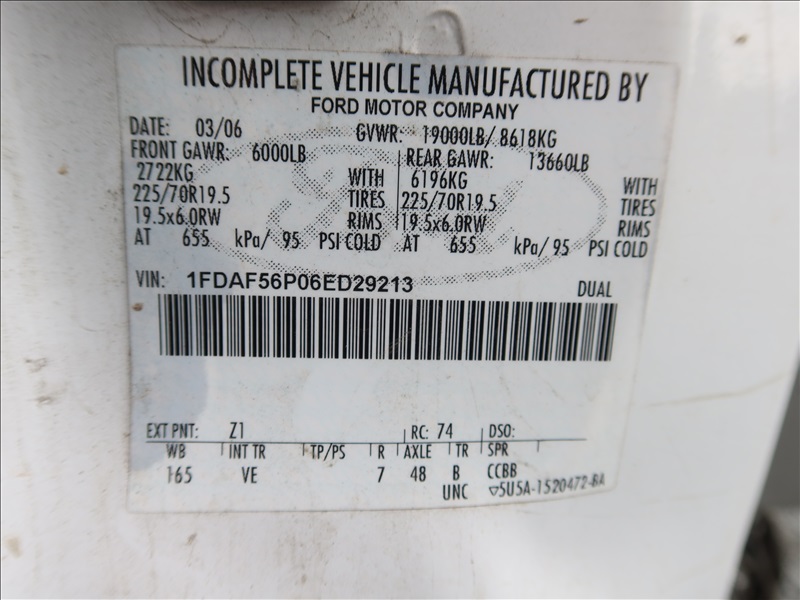 INCOMPLETE VEHICLE MANUFACTURED BY
FORD MOTOR COMPANY
DATE: 03/06 GVWR: 19000LB/ 8618KG
FRONT GAWR: 6000LB REAR GAWR: 13660LB
2722KG WITH 6196KG WITH
225/70R19.5 TIRES 225/70R19.5 TIRES
19.5x6.0RW RIMS 19.5x6.0RW RIMS
AT 655 kPa/ 95 PSI COLD AT 655 kPa/ 95 PSI COLD
VIN: 1FDAF56P06ED29213 DUAL
EXT PNT: Z1 RC: 74 DSO:
WB INT TR TP/PS R AXLE TR SPR
165 VE 7 48 B CCBB
UNC ▽5U5A-1520472-BA